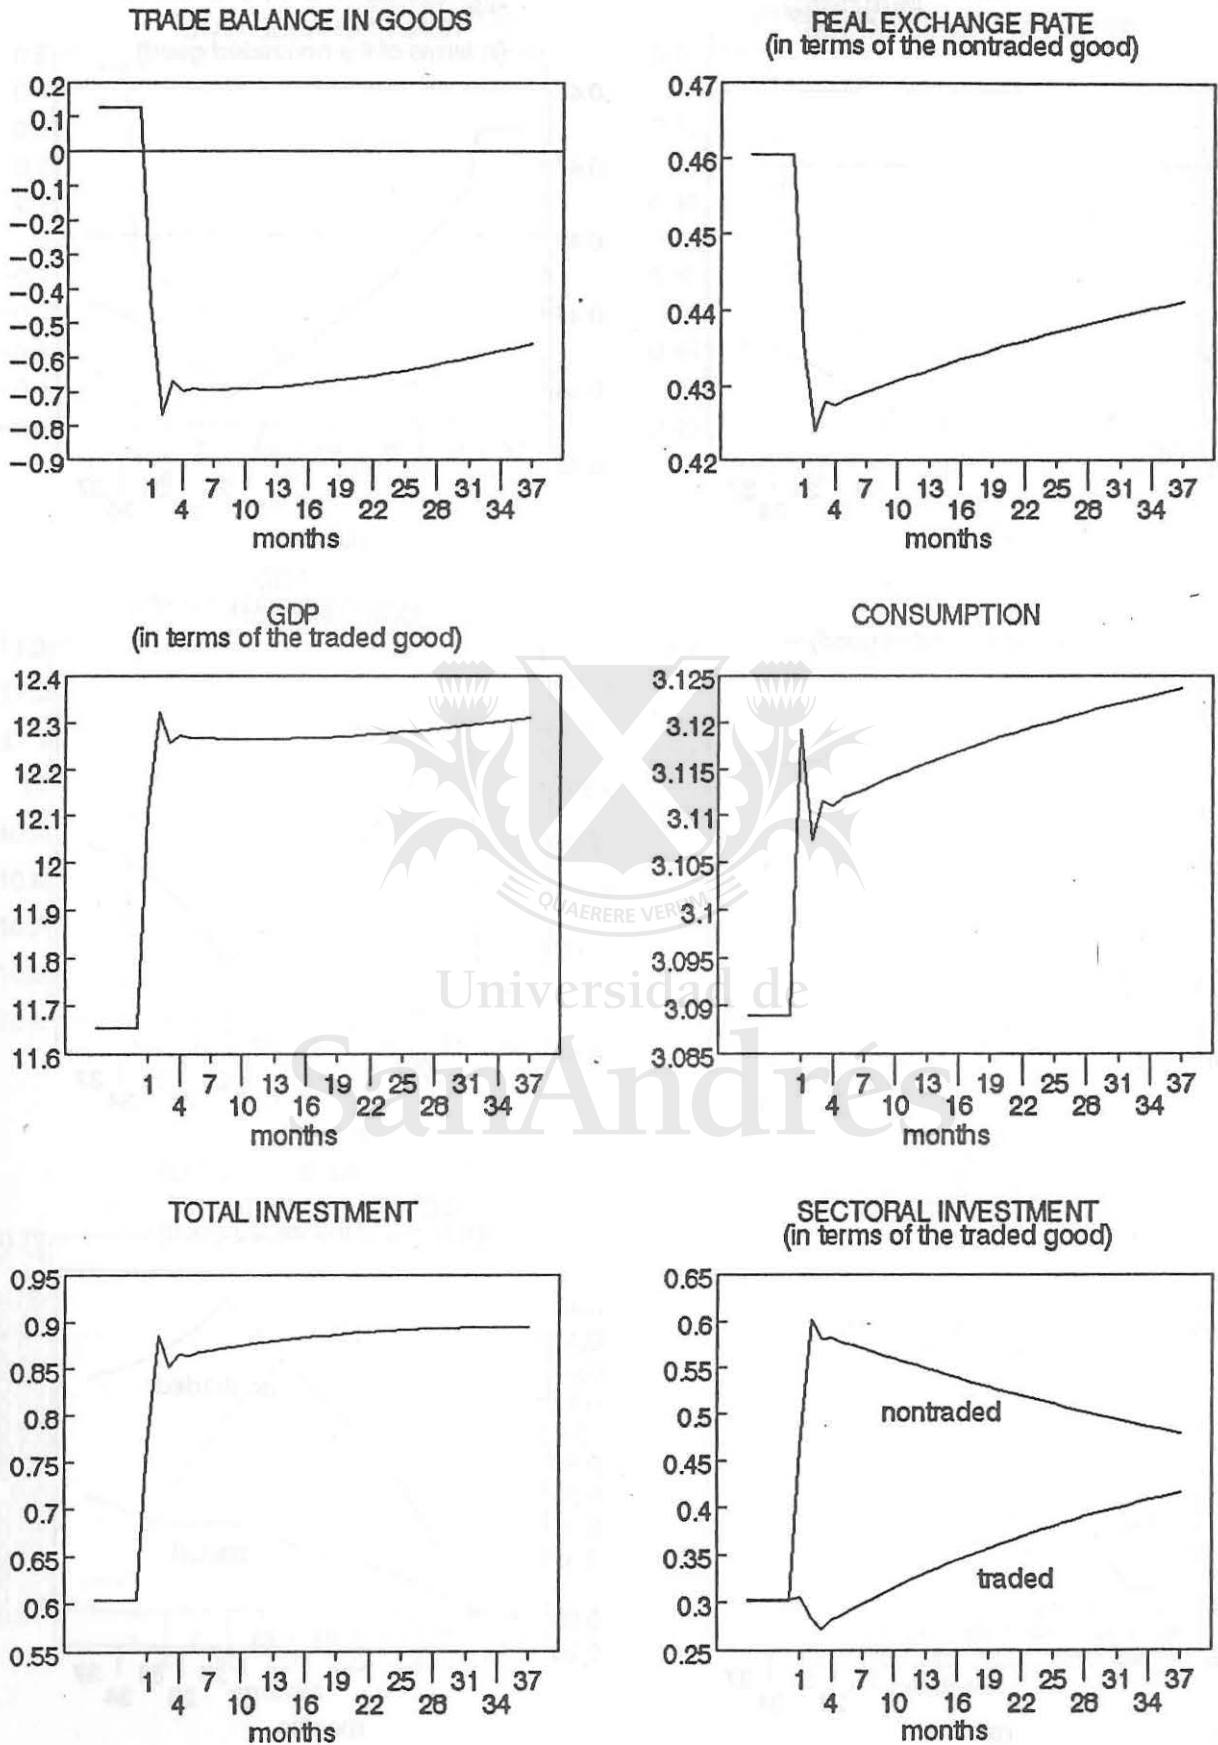 TRADE BALANCE IN GOODS
0.2
0.1
0
−0.1
−0.2
−0.3
−0.4
−0.5
−0.6
−0.7
−0.8
−0.9
1 7 13 19 25 31 37
4 10 16 22 28 34
months
REAL EXCHANGE RATE
(in terms of the nontraded good)
0.47
0.46
0.45
0.44
0.43
0.42
1 7 13 19 25 31 37
4 10 16 22 28 34
months
GDP
(in terms of the traded good)
12.4
12.3
12.2
12.1
12
11.9
11.8
11.7
11.6
1 7 13 19 25 31 37
4 10 16 22 28 34
months
CONSUMPTION
3.125
3.12
3.115
3.11
3.105
3.1
3.095
3.09
3.085
1 7 13 19 25 31 37
4 10 16 22 28 34
months
QUAERERE VERUM
Universidad de
SanAndrés
TOTAL INVESTMENT
0.95
0.9
0.85
0.8
0.75
0.7
0.65
0.6
0.55
1 7 13 19 25 31 37
4 10 16 22 28 34
months
SECTORAL INVESTMENT
(in terms of the traded good)
0.65
0.6
0.55
0.5
0.45
0.4
0.35
0.3
0.25
nontraded
traded
1 7 13 19 25 31 37
4 10 16 22 28 34
months